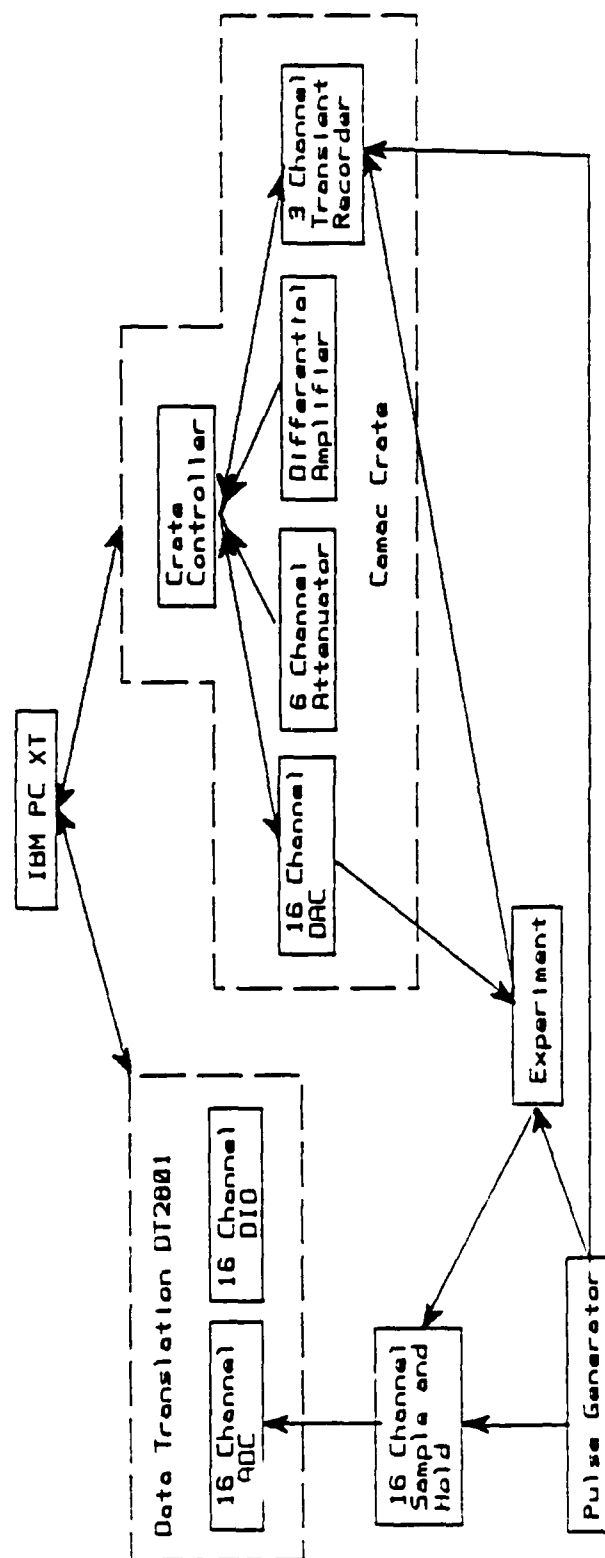 IBM PC XT
Data Translation DT2801
16 Channel
ADC
16 Channel
DIO
Crate
Controller
16 Channel
DAC
6 Channel
Attenuator
Differential
Amplifier
3 Channel
Transient
Recorder
Camac Crate
16 Channel
Sample and
Hold
Experiment
Pulse Generator